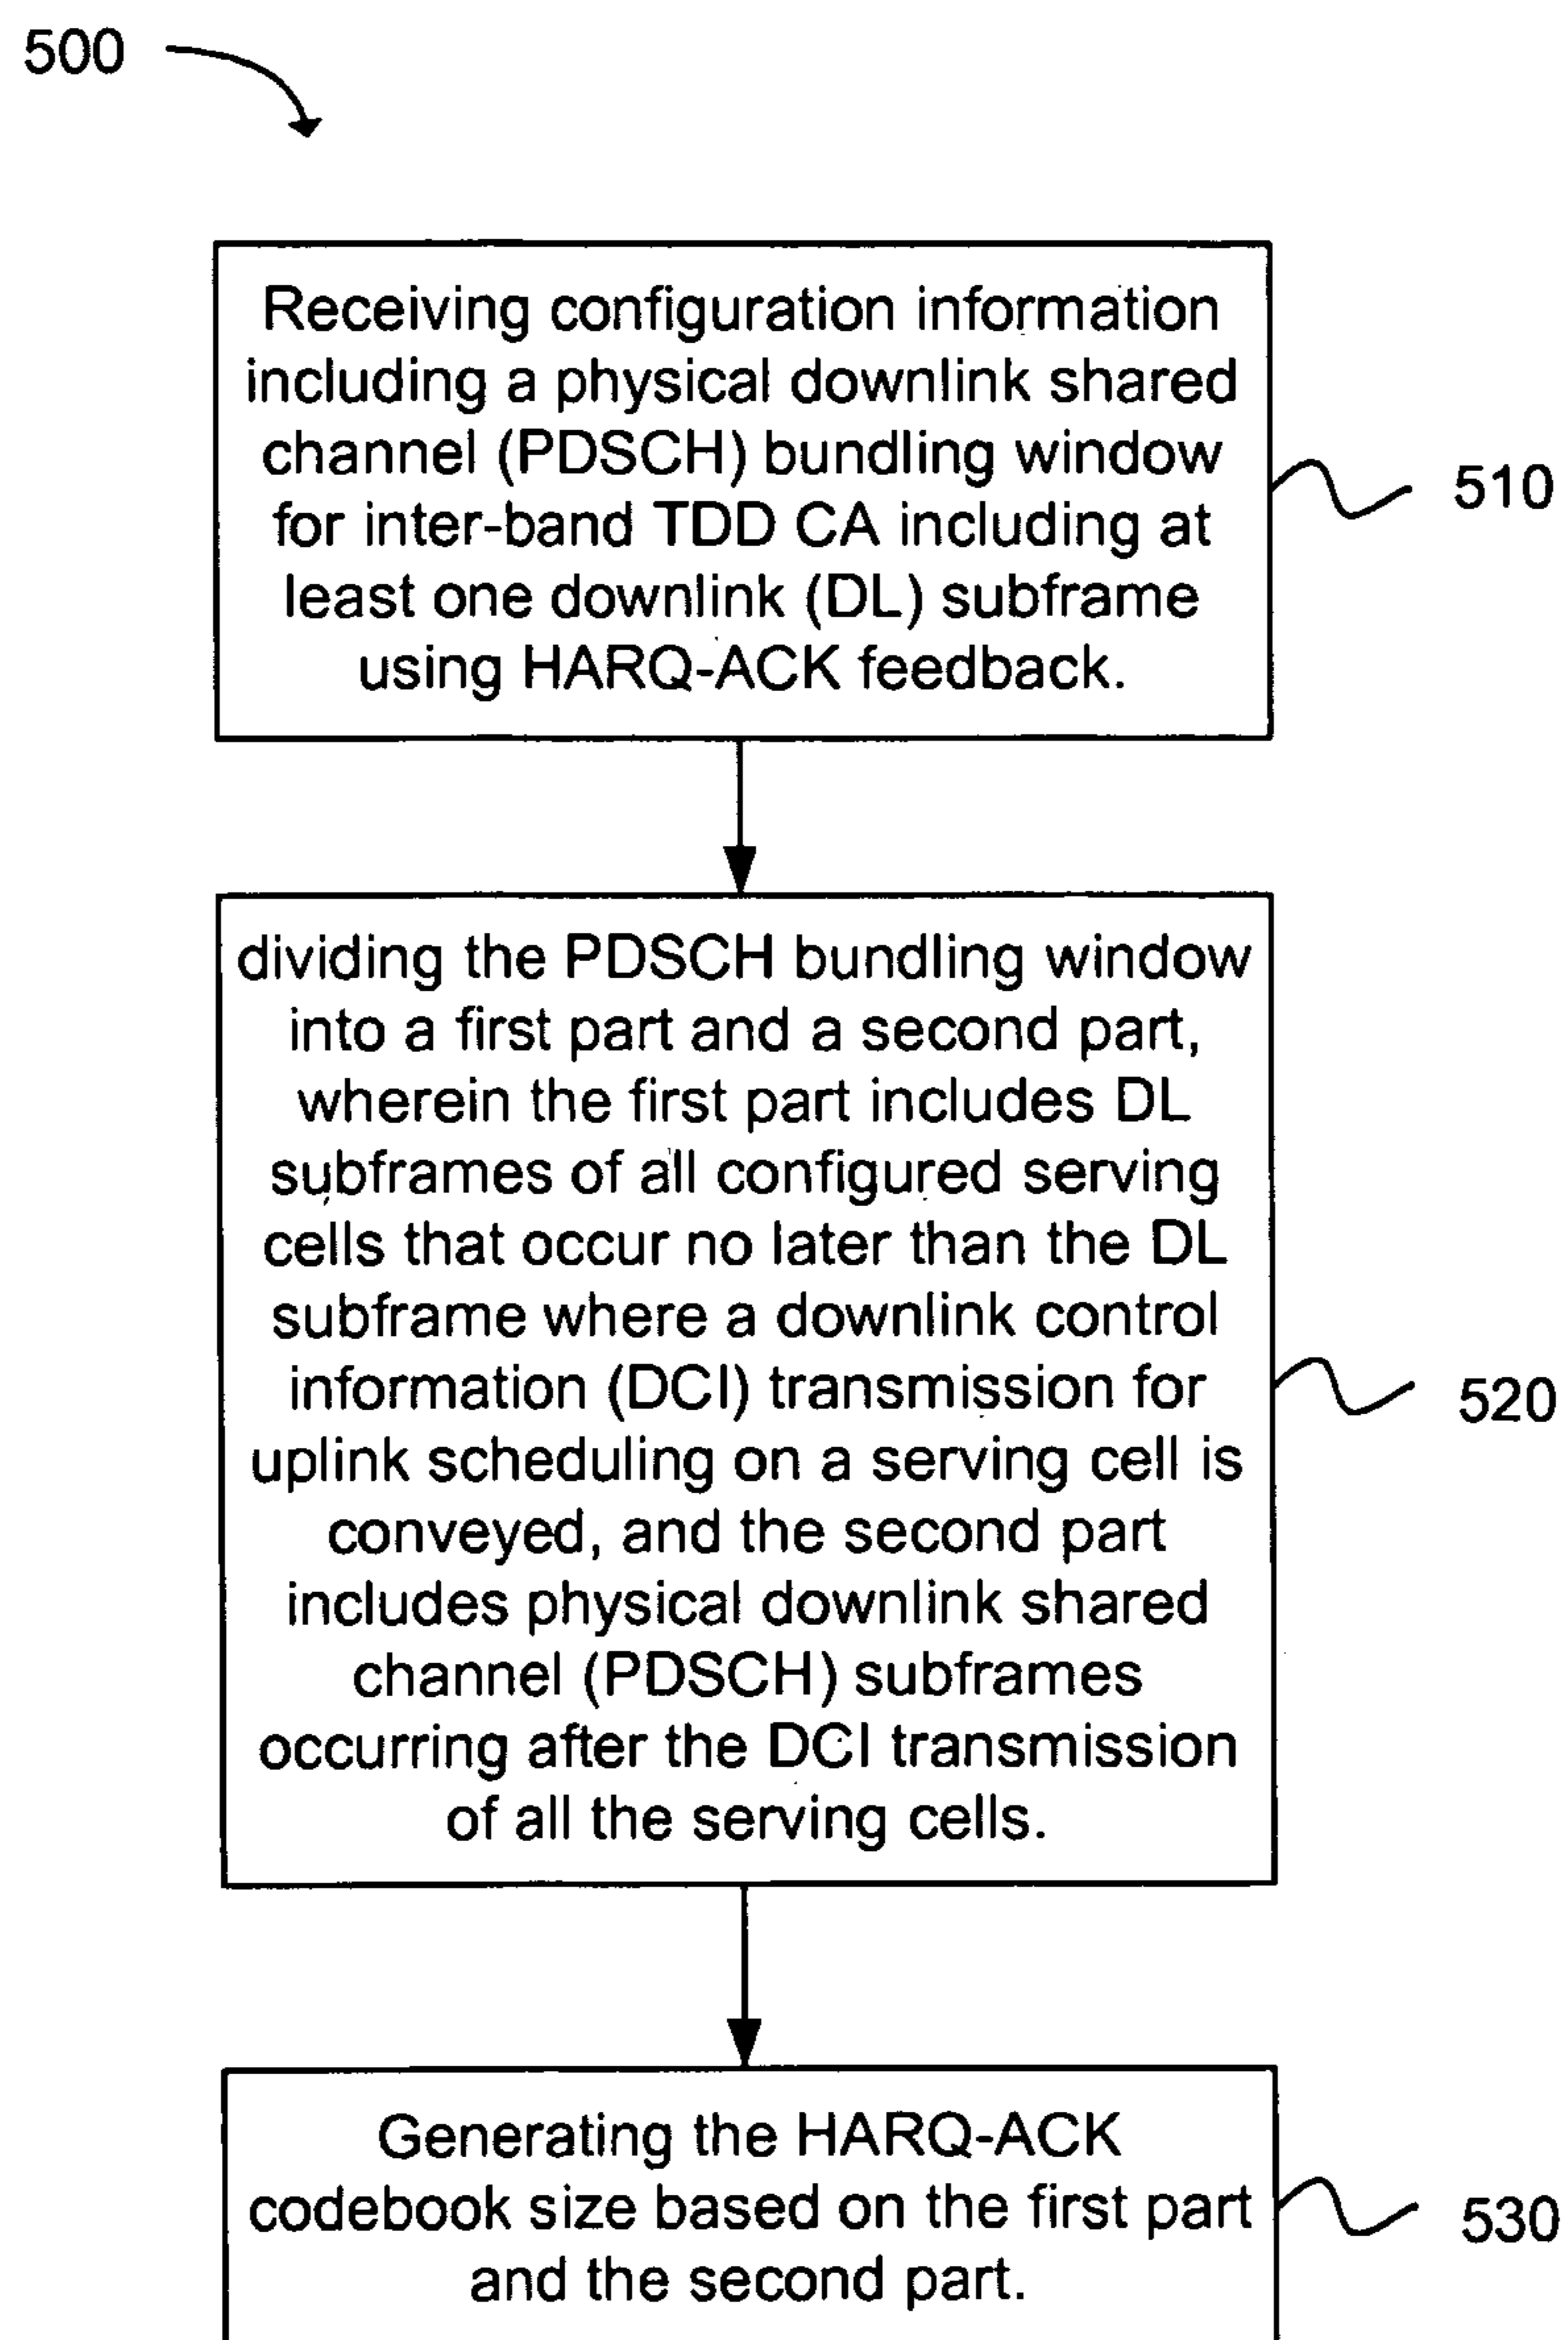 500
Receiving configuration information
including a physical downlink shared
channel (PDSCH) bundling window
for inter-band TDD CA including at
least one downlink (DL) subframe
using HARQ-ACK feedback.
510
dividing the PDSCH bundling window
into a first part and a second part,
wherein the first part includes DL
subframes of all configured serving
cells that occur no later than the DL
subframe where a downlink control
information (DCI) transmission for
uplink scheduling on a serving cell is
conveyed, and the second part
includes physical downlink shared
channel (PDSCH) subframes
occurring after the DCI transmission
of all the serving cells.
520
Generating the HARQ-ACK
codebook size based on the first part
and the second part.
530